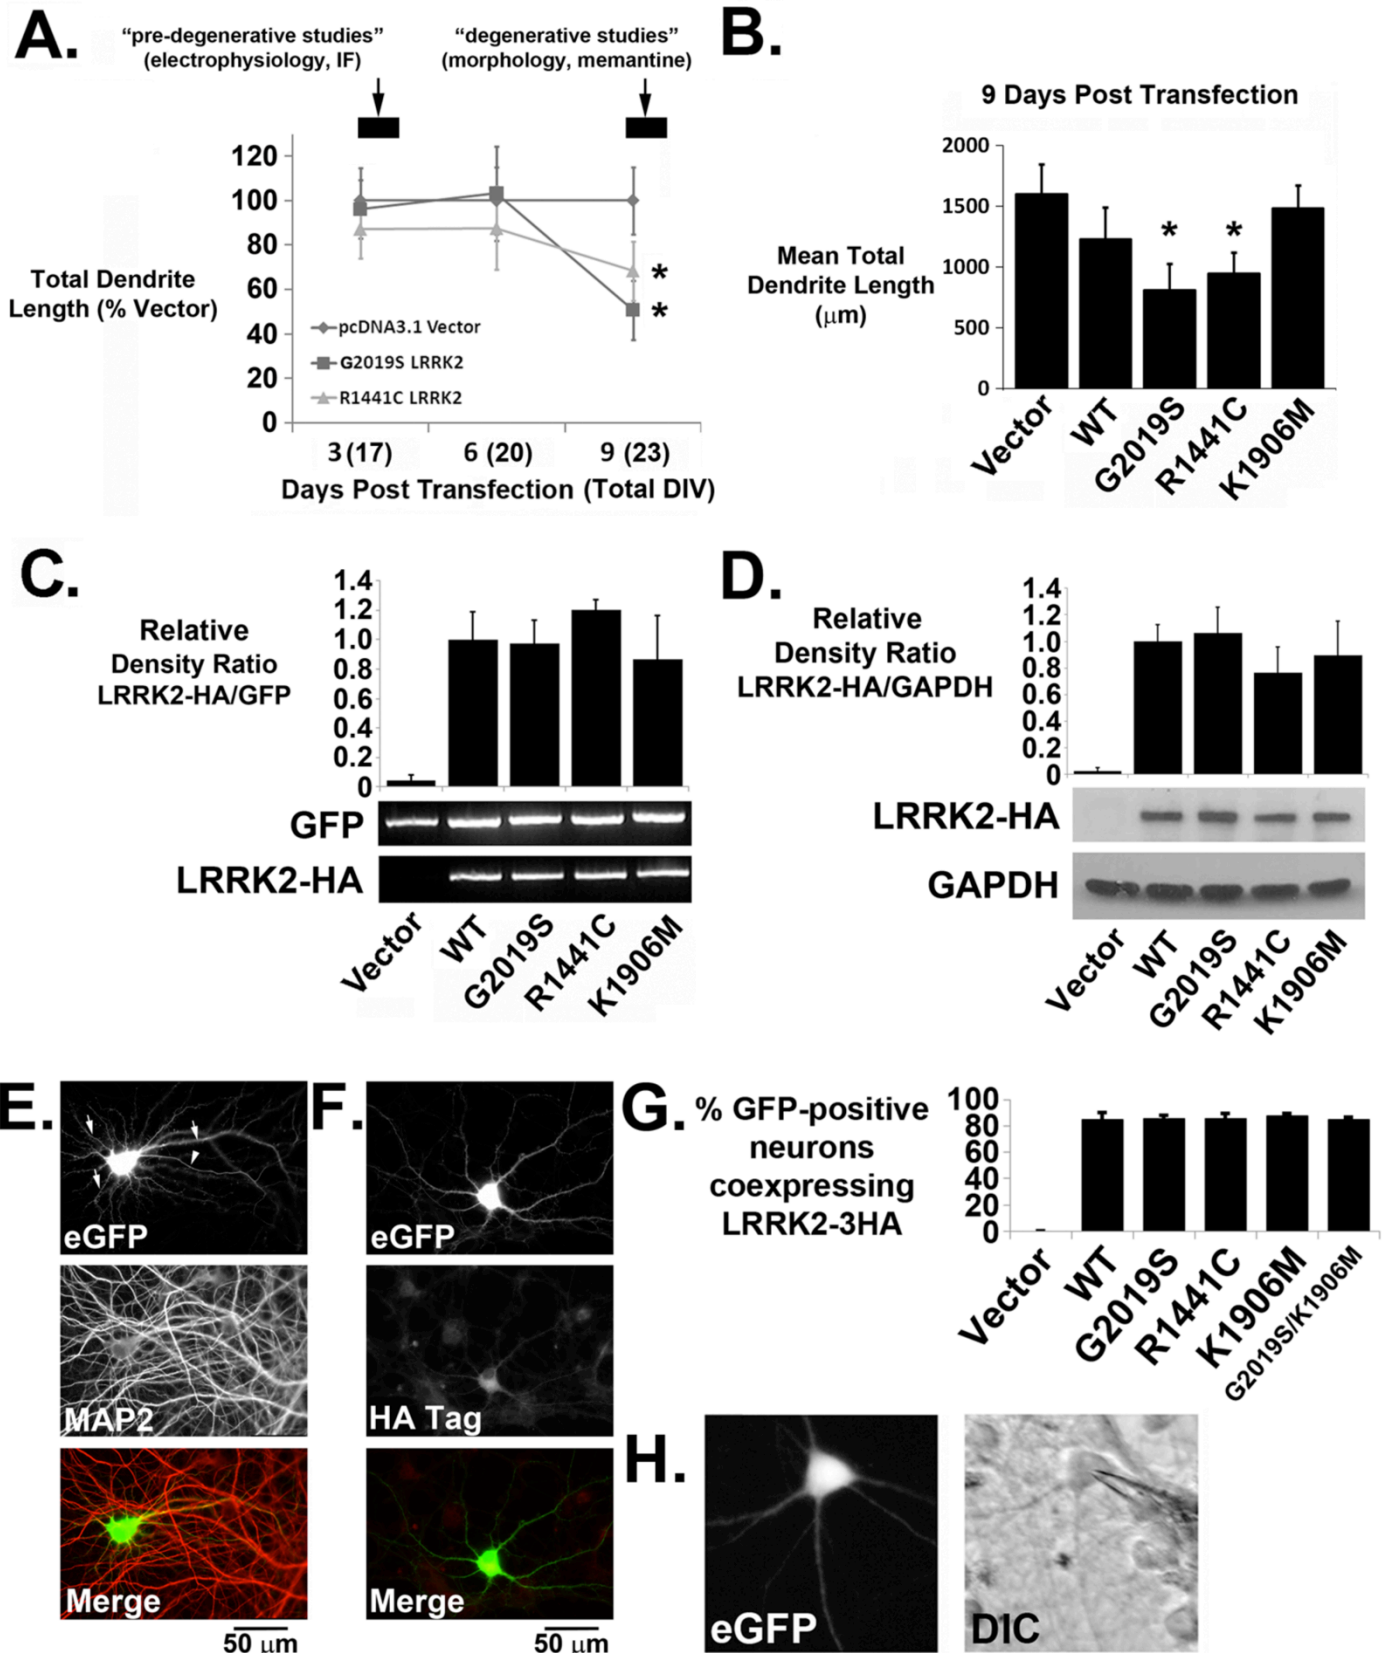 A.
"pre-degenerative studies"
(electrophysiology, IF)
"degenerative studies"
(morphology, memantine)
120
100
80
60
40
20
0
Total Dendrite
Length (% Vector)
pcDNA3.1 Vector
G2019S LRRK2
R1441C LRRK2
*
*
3 (17)
6 (20)
9 (23)
Days Post Transfection (Total DIV)
B.
9 Days Post Transfection
Mean Total
Dendrite Length
(μm)
2000
1500
1000
500
0
*
*
Vector
WT
G2019S
R1441C
K1906M
C.
Relative
Density Ratio
LRRK2-HA/GFP
1.4
1.2
1.0
0.8
0.6
0.4
0.2
0
GFP
LRRK2-HA
Vector
WT
G2019S
R1441C
K1906M
D.
Relative
Density Ratio
LRRK2-HA/GAPDH
1.4
1.2
1.0
0.8
0.6
0.4
0.2
0
LRRK2-HA
GAPDH
Vector
WT
G2019S
R1441C
K1906M
E.
eGFP
MAP2
Merge
50 μm
F.
eGFP
HA Tag
Merge
50 μm
G.
% GFP-positive
neurons
coexpressing
LRRK2-3HA
100
80
60
40
20
0
Vector
WT
G2019S
R1441C
K1906M
G2019S/K1906M
H.
eGFP
DIC